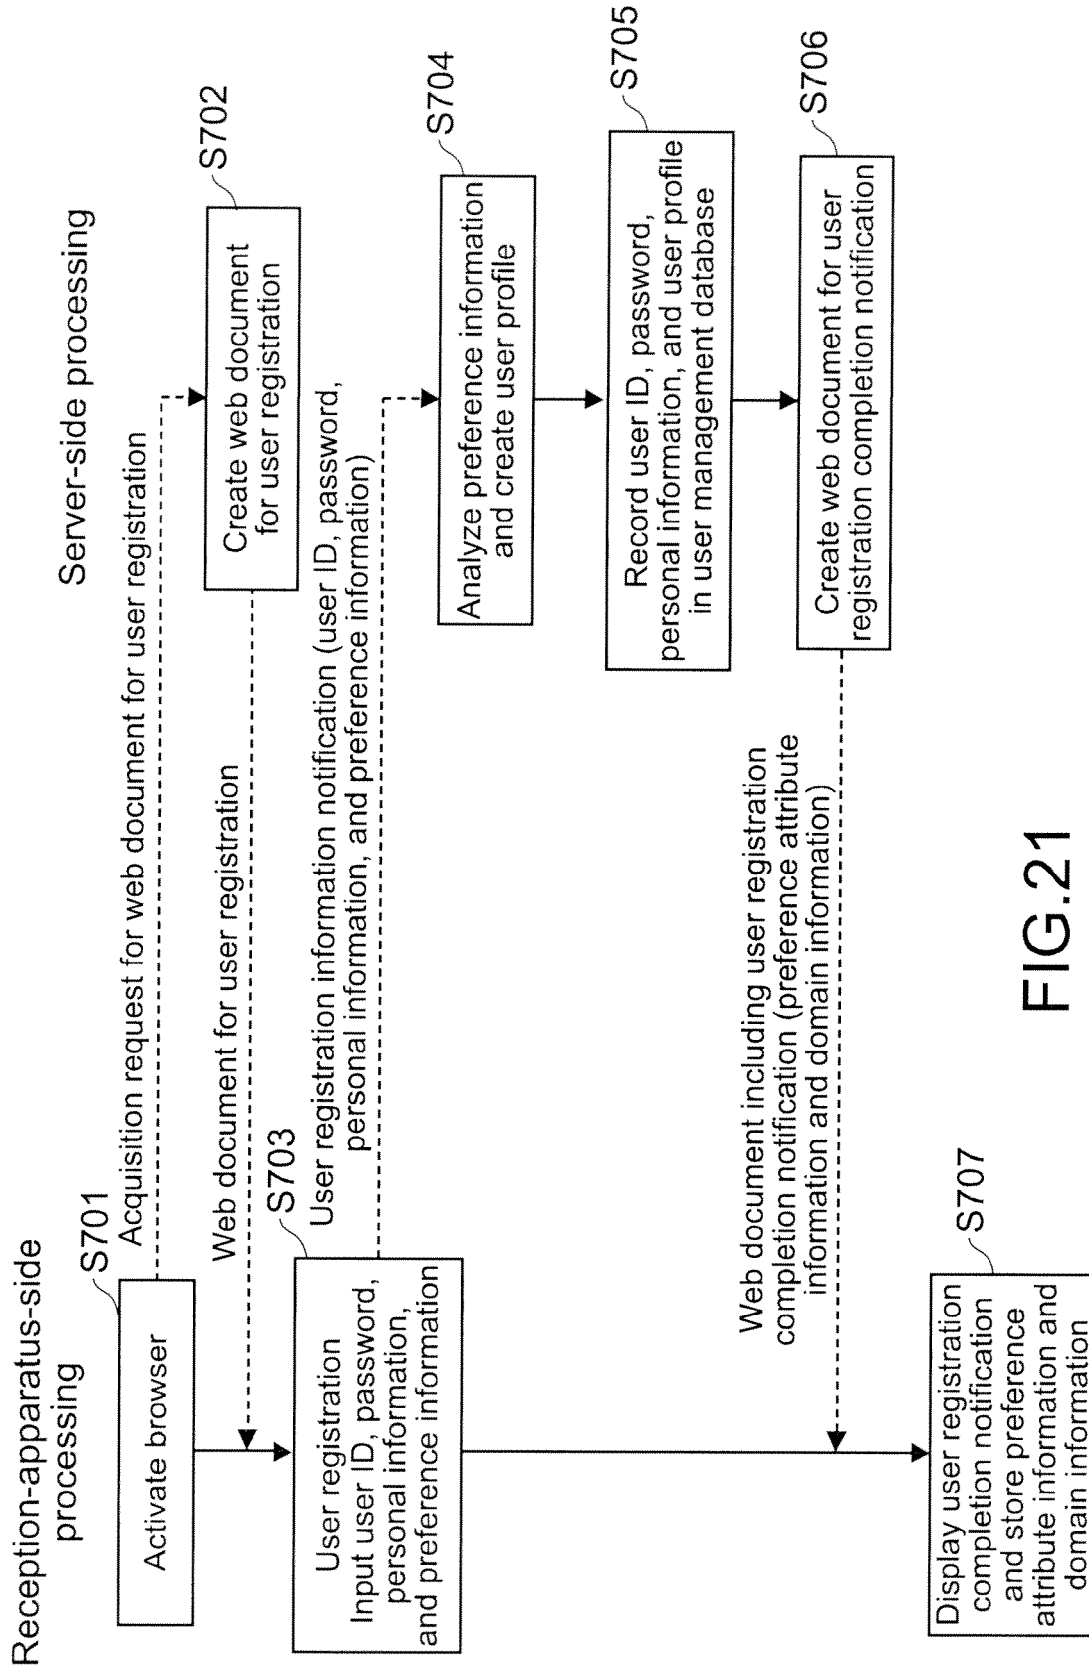 Reception-apparatus-side
processing
Server-side processing
S701
Activate browser
Acquisition request for web document for user registration
S702
Create web document
for user registration
Web document for user registration
S703
User registration
Input user ID, password,
personal information,
and preference information
User registration information notification (user ID, password,
personal information, and preference information)
S704
Analyze preference information
and create user profile
S705
Record user ID, password,
personal information, and user profile
in user management database
S706
Create web document for user
registration completion notification
Web document including user registration
completion notification (preference attribute
information and domain information)
S707
Display user registration
completion notification
and store preference
attribute information and
domain information
FIG.21